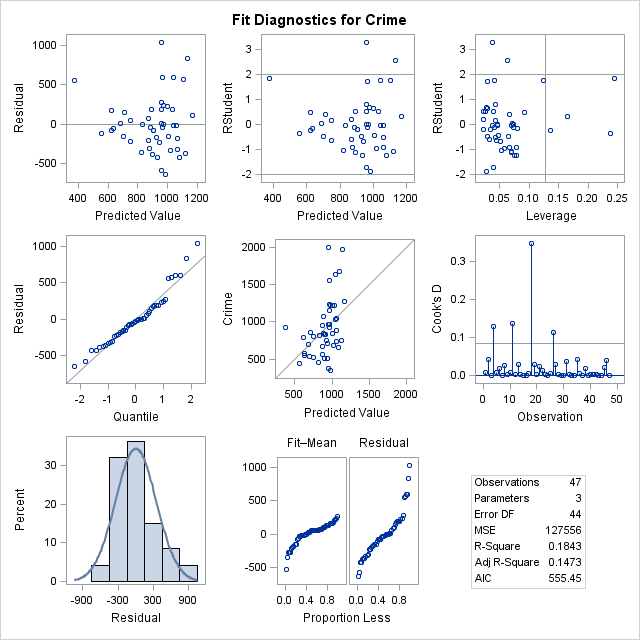 Fit Diagnostics for Crime
1000
500
0
-500
Residual
400 600 800 1000 1200
Predicted Value
3
2
1
0
-1
-2
RStudent
400 600 800 1000 1200
Predicted Value
3
2
1
0
-1
-2
RStudent
0.05 0.10 0.15 0.20 0.25
Leverage
1000
500
0
-500
Residual
-2 -1 0 1 2
Quantile
2000
1500
1000
500
Crime
500 1000 1500 2000
Predicted Value
0.3
0.2
0.1
0.0
Cook's D
0 10 20 30 40 50
Observation
30
20
10
0
Percent
-900 -300 300 900
Residual
Fit–Mean Residual
1000
500
0
-500
0.0 0.4 0.8 0.0 0.4 0.8
Proportion Less
Observations 47
Parameters 3
Error DF 44
MSE 127556
R-Square 0.1843
Adj R-Square 0.1473
AIC 555.45